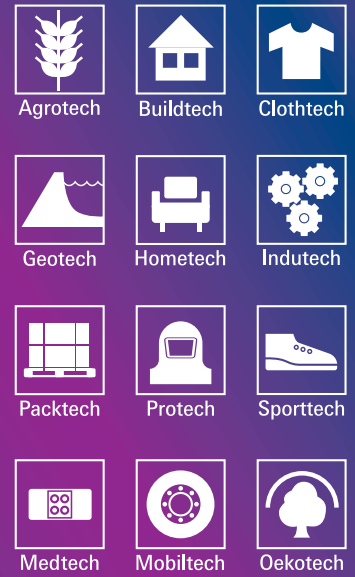 Agrotech Buildtech Clothtech
Geotech Hometech Indutech
Packtech Protech Sporttech
Medtech Mobiltech Oekotech